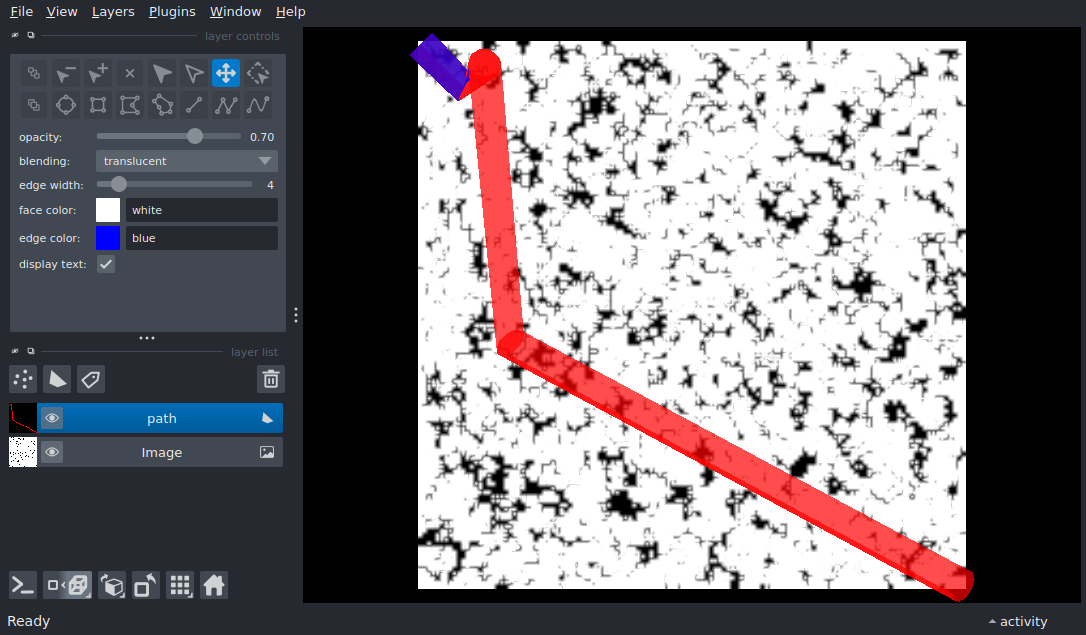 File View Layers Plugins Window Help
layer controls
opacity: 0.70
blending: translucent
edge width: 4
face color: white
edge color: blue
display text:
layer list
path
Image
Ready
activity